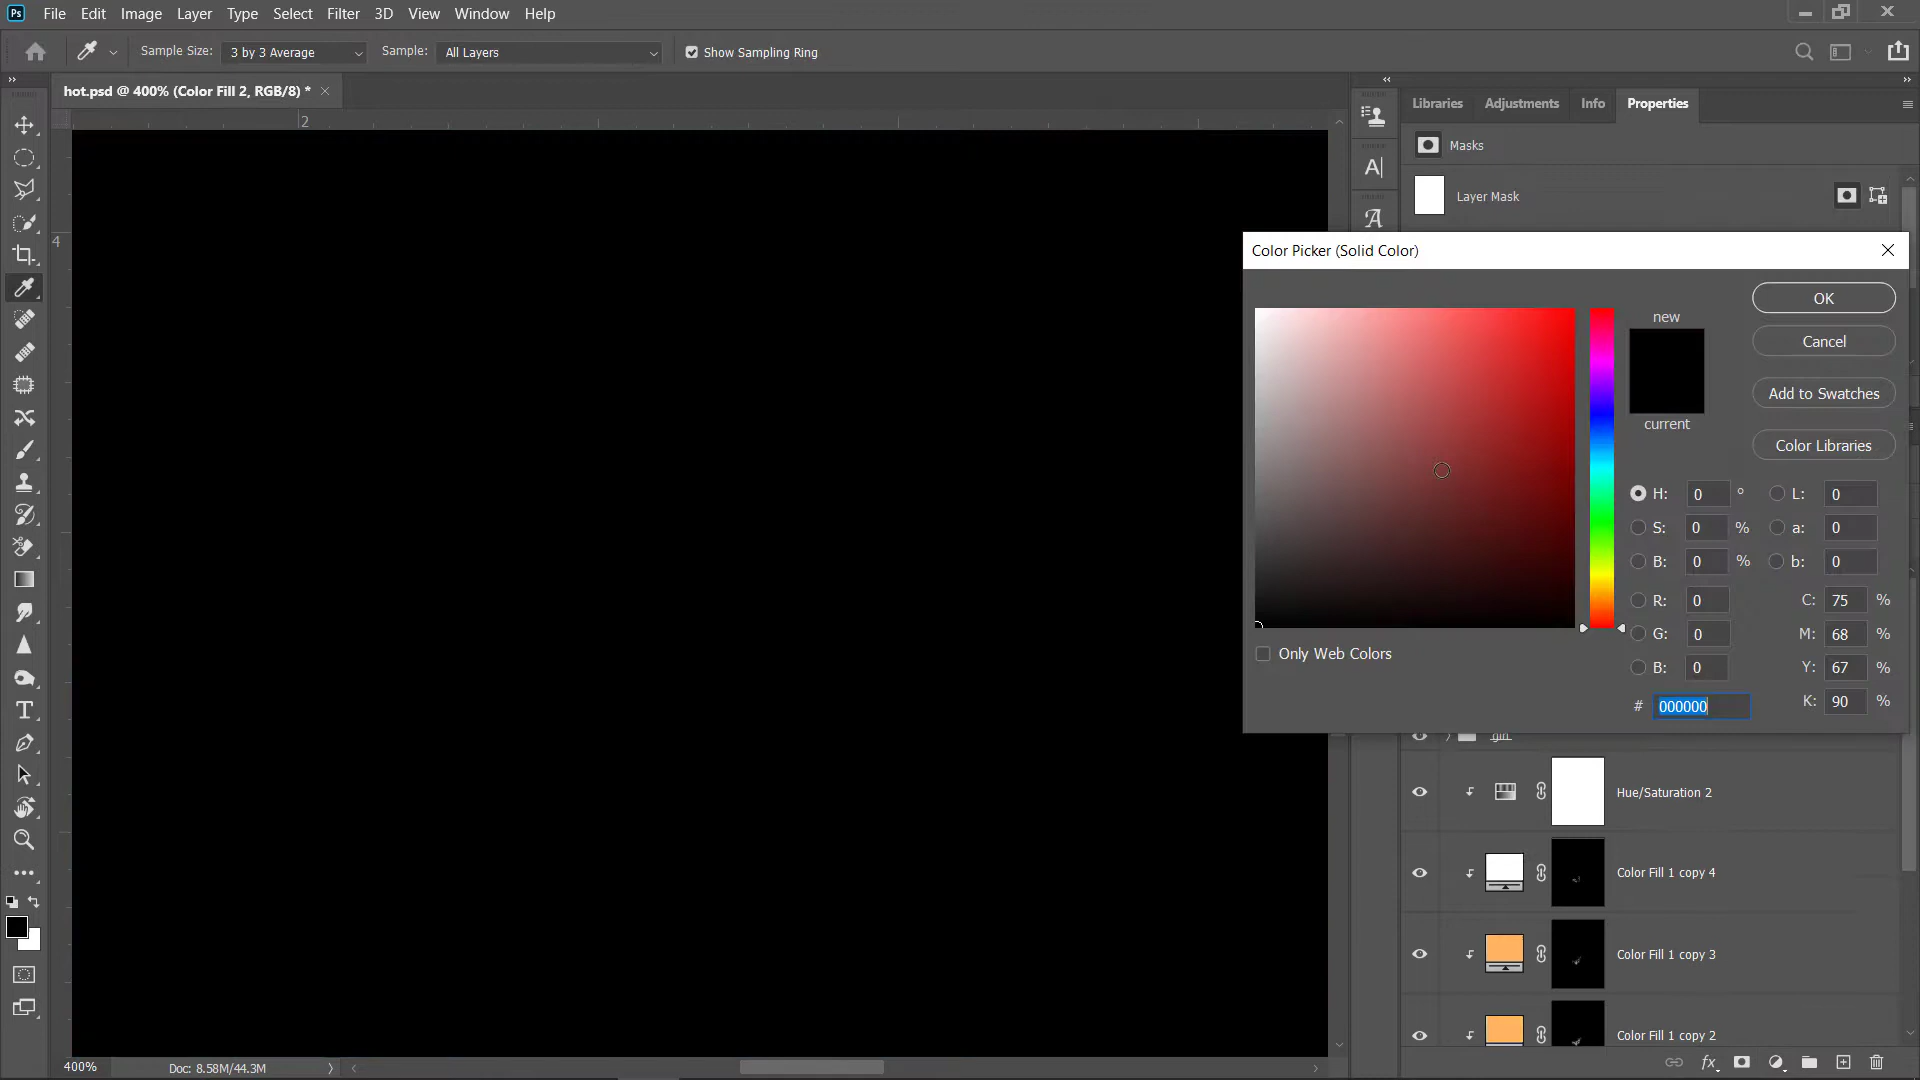 Ps File Edit Image Layer Type Select Filter 3D View Window Help
Sample Size: 3 by 3 Average Sample: All Layers Show Sampling Ring
hot.psd @ 400% (Color Fill 2, RGB/8) *
Libraries Adjustments Info Properties
2
4
Masks
Layer Mask
Color Picker (Solid Color)
new
current
OK
Cancel
Add to Swatches
Color Libraries
H: 0 ° L: 0
S: 0 % a: 0
B: 0 % b: 0
R: 0 C: 75 %
G: 0 M: 68 %
B: 0 Y: 67 %
# 000000 K: 90 %
Only Web Colors
Hue/Saturation 2
Color Fill 1 copy 4
Color Fill 1 copy 3
Color Fill 1 copy 2
400% Doc: 8.58M/44.3M
fx